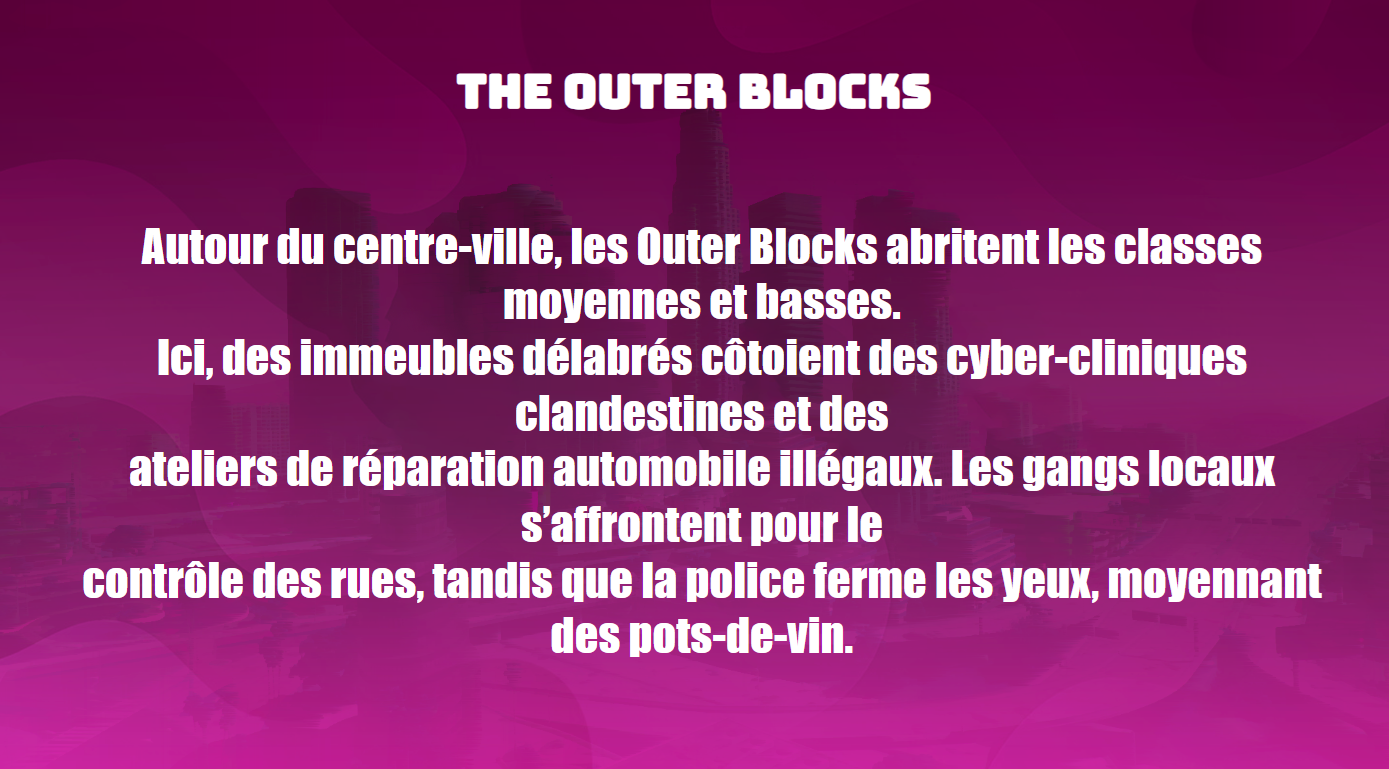 THE OUTER BLOCKS
Autour du centre-ville, les Outer Blocks abritent les classes
moyennes et basses.
Ici, des immeubles délabrés côtoient des cyber-cliniques
clandestines et des
ateliers de réparation automobile illégaux. Les gangs locaux
s’affrontent pour le
contrôle des rues, tandis que la police ferme les yeux, moyennant
des pots-de-vin.